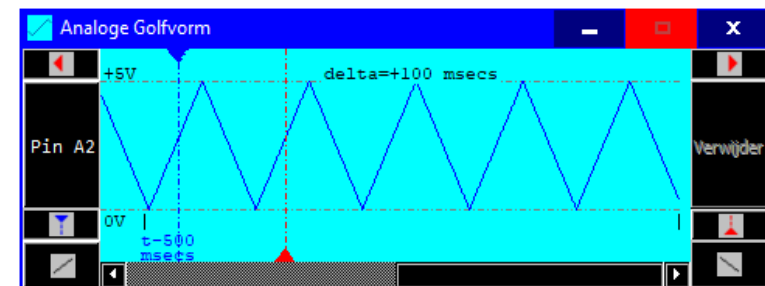 Analoge Golfvorm
+5V
delta=+100 msecs
Pin A2
Verwijder
0V
t-500
msecs